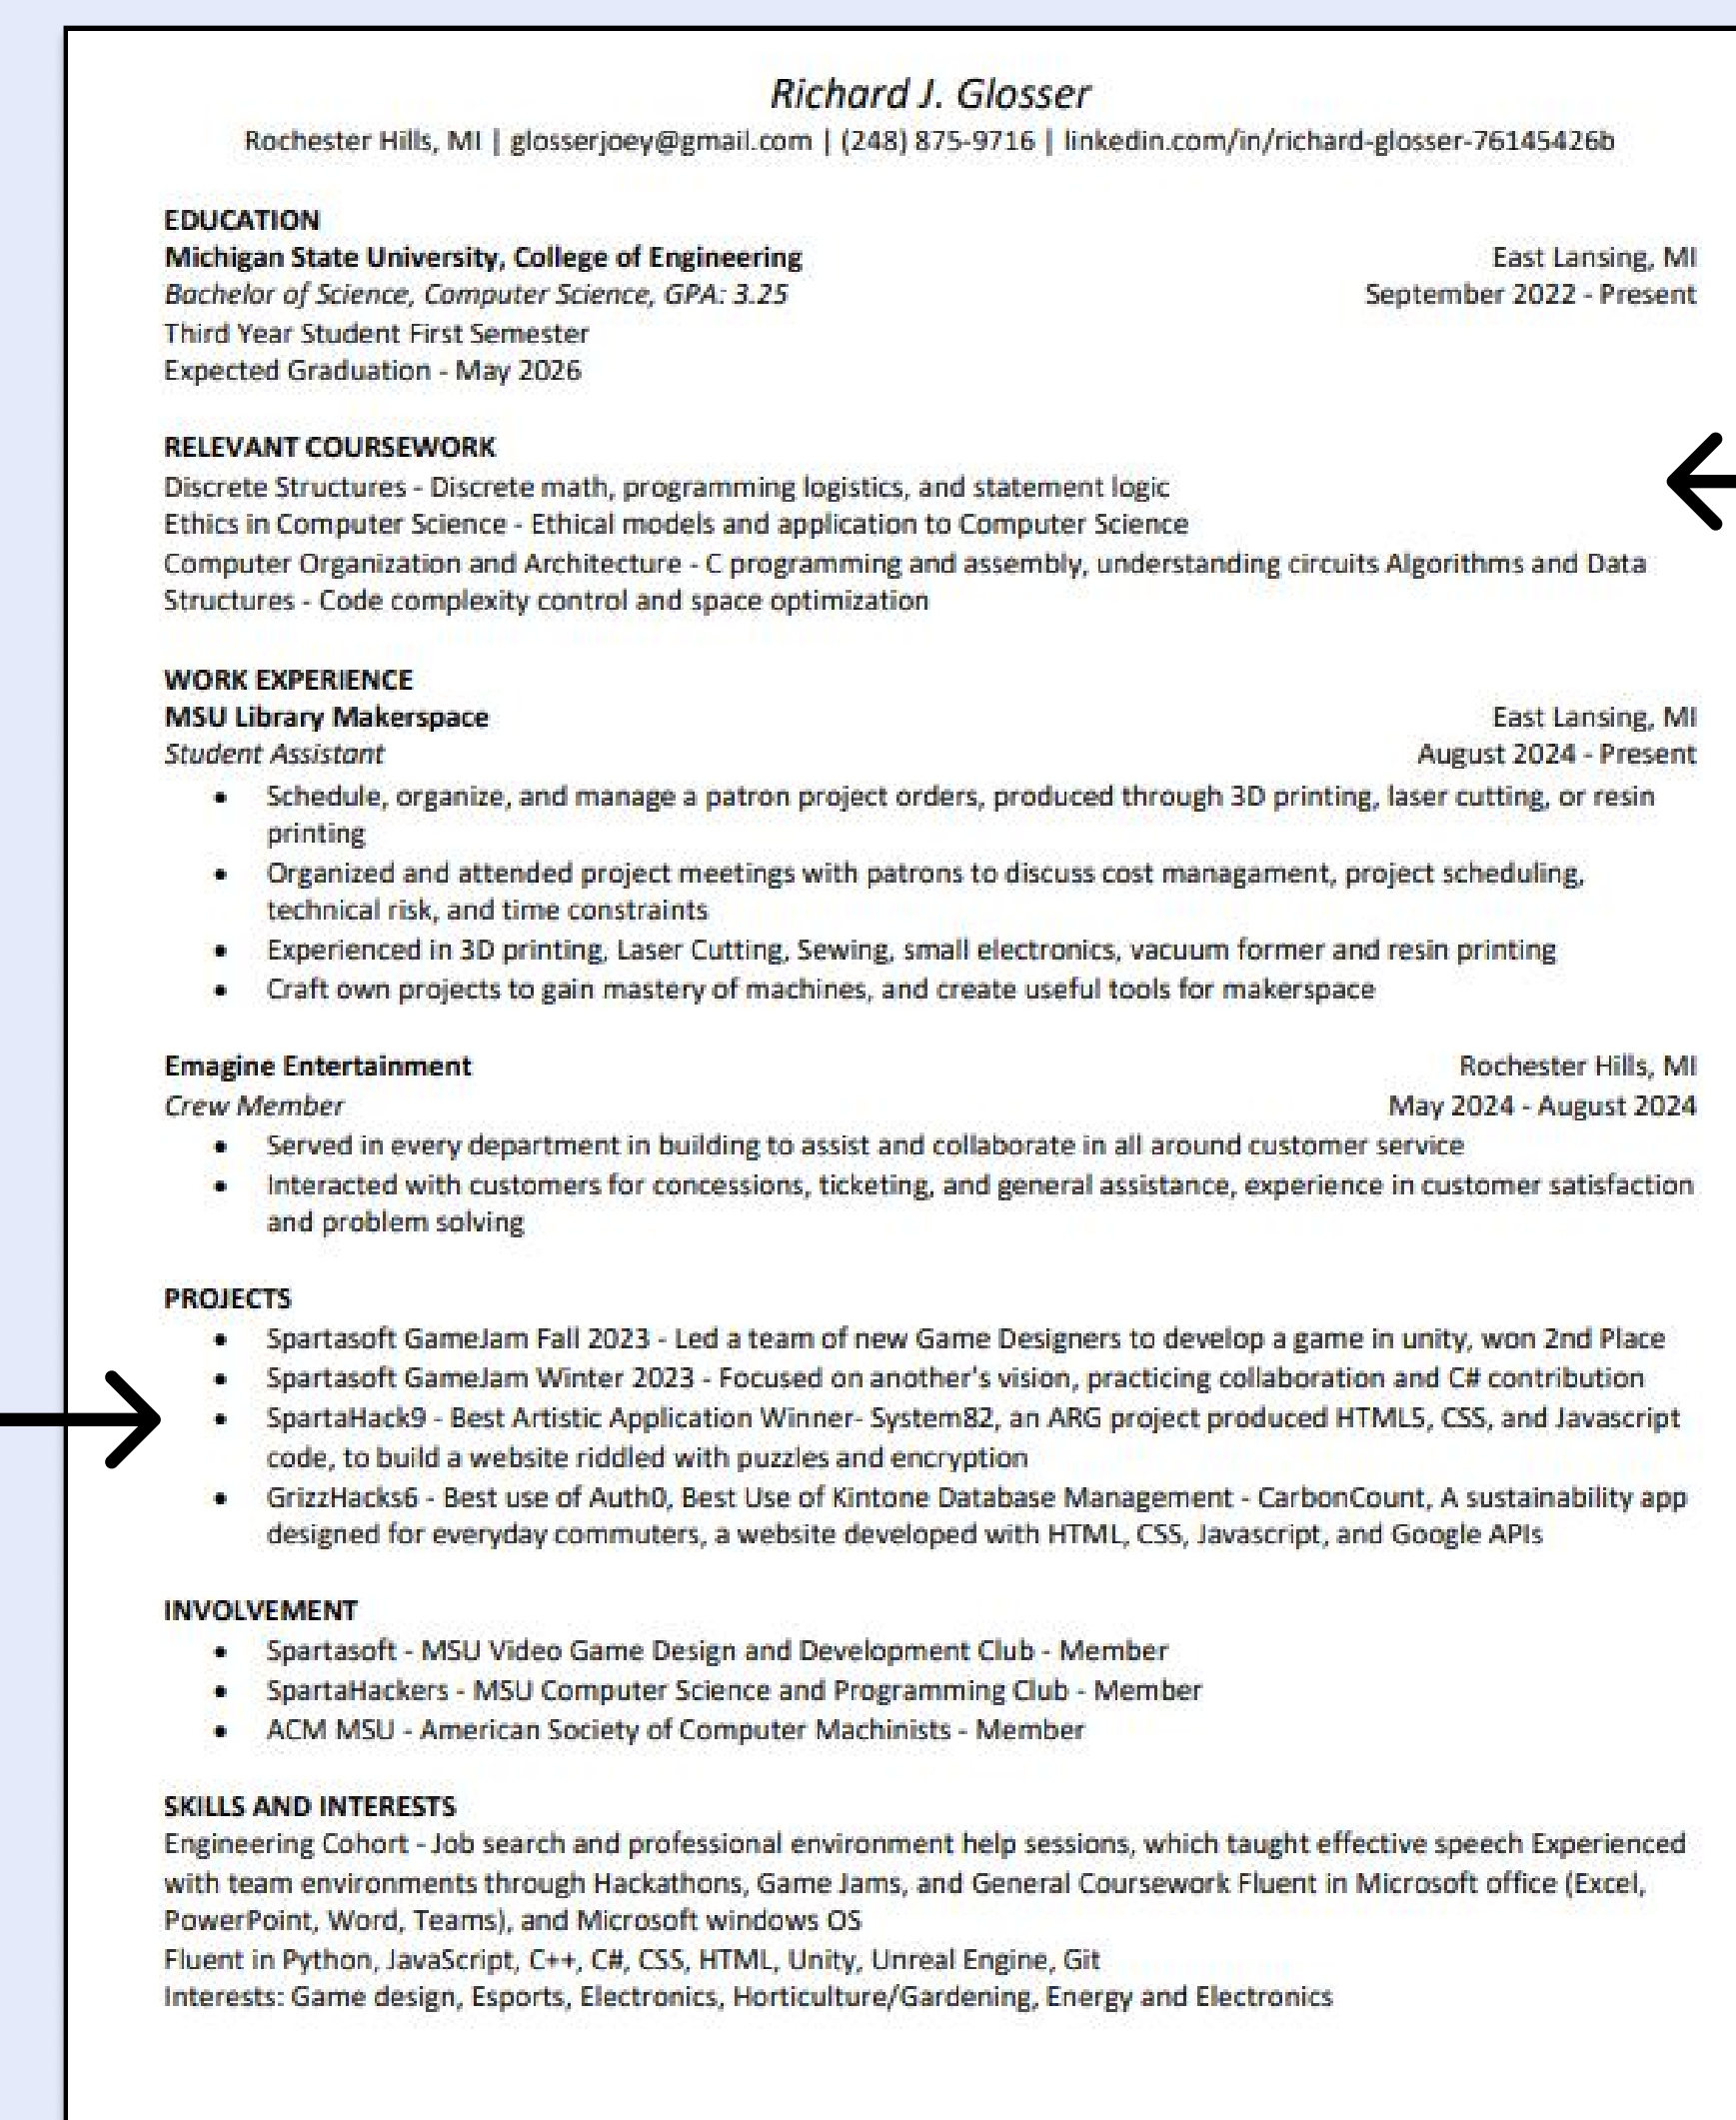 Richard J. Glosser
Rochester Hills, MI | glosserjoey@gmail.com | (248) 875-9716 | linkedin.com/in/richard-glosser-76145426b
EDUCATION
Michigan State University, College of Engineering East Lansing, MI
Bachelor of Science, Computer Science, GPA: 3.25 September 2022 - Present
Third Year Student First Semester
Expected Graduation - May 2026
RELEVANT COURSEWORK
Discrete Structures - Discrete math, programming logistics, and statement logic
Ethics in Computer Science - Ethical models and application to Computer Science
Computer Organization and Architecture - C programming and assembly, understanding circuits Algorithms and Data
Structures - Code complexity control and space optimization
WORK EXPERIENCE
MSU Library Makerspace East Lansing, MI
Student Assistant August 2024 - Present
• Schedule, organize, and manage a patron project orders, produced through 3D printing, laser cutting, or resin
printing
• Organized and attended project meetings with patrons to discuss cost managament, project scheduling,
technical risk, and time constraints
• Experienced in 3D printing, Laser Cutting, Sewing, small electronics, vacuum former and resin printing
• Craft own projects to gain mastery of machines, and create useful tools for makerspace
Emagine Entertainment Rochester Hills, MI
Crew Member May 2024 - August 2024
• Served in every department in building to assist and collaborate in all around customer service
• Interacted with customers for concessions, ticketing, and general assistance, experience in customer satisfaction
and problem solving
PROJECTS
• Spartasoft GameJam Fall 2023 - Led a team of new Game Designers to develop a game in unity, won 2nd Place
• Spartasoft GameJam Winter 2023 - Focused on another's vision, practicing collaboration and C# contribution
• SpartaHack9 - Best Artistic Application Winner- System82, an ARG project produced HTML5, CSS, and Javascript
code, to build a website riddled with puzzles and encryption
• GrizzHacks6 - Best use of Auth0, Best Use of Kintone Database Management - CarbonCount, A sustainability app
designed for everyday commuters, a website developed with HTML, CSS, Javascript, and Google APIs
INVOLVEMENT
• Spartasoft - MSU Video Game Design and Development Club - Member
• SpartaHackers - MSU Computer Science and Programming Club - Member
• ACM MSU - American Society of Computer Machinists - Member
SKILLS AND INTERESTS
Engineering Cohort - Job search and professional environment help sessions, which taught effective speech Experienced
with team environments through Hackathons, Game Jams, and General Coursework Fluent in Microsoft office (Excel,
PowerPoint, Word, Teams), and Microsoft windows OS
Fluent in Python, JavaScript, C++, C#, CSS, HTML, Unity, Unreal Engine, Git
Interests: Game design, Esports, Electronics, Horticulture/Gardening, Energy and Electronics